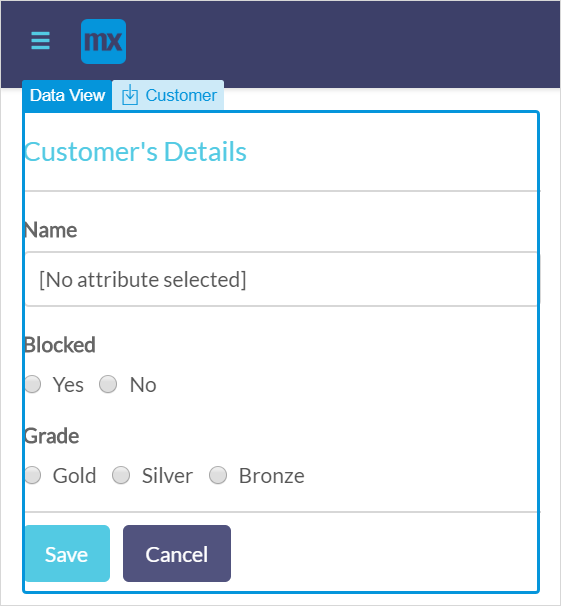 mx
Data View Customer
Customer's Details
Name
[No attribute selected]
Blocked
Yes No
Grade
Gold Silver Bronze
Save Cancel